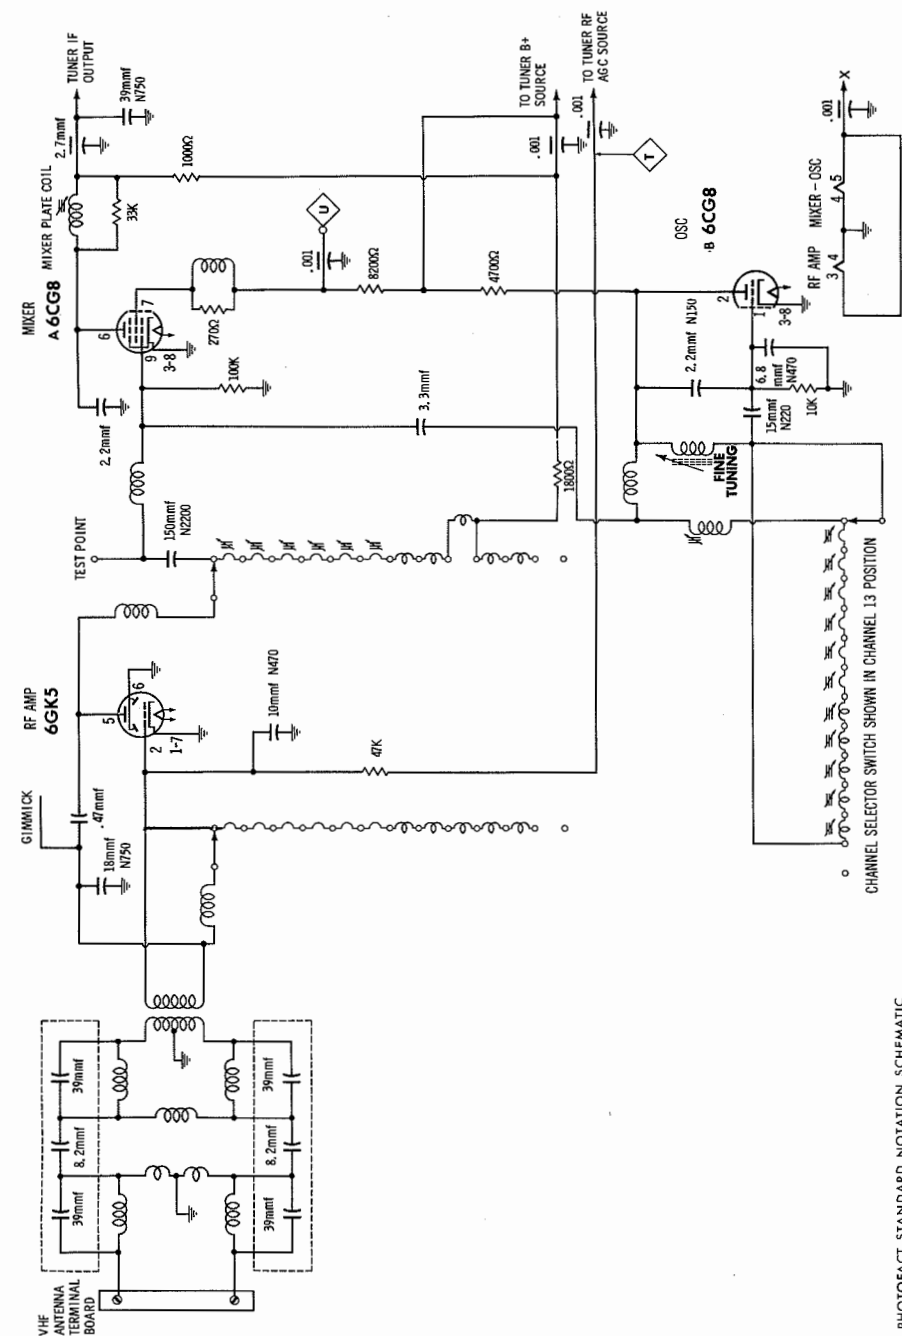 VHF
ANTENNA
TERMINAL
BOARD
39mmf
8.2mmf
39mmf
39mmf
8.2mmf
39mmf
GIMMICK
18mmf
N750
.47mmf
RF AMP
6GK5
5
6
2
1-7
10mmf N470
47K
TEST POINT
150mmf
N2200
2.2mmf
MIXER
A 6CG8
6
7
9
3-8
100K
270Ω
MIXER PLATE COIL
33K
2.7mmf
TUNER IF
OUTPUT
39mmf
N750
1000Ω
.001
U
8200Ω
4700Ω
3.3mmf
1800Ω
TO TUNER B+
SOURCE
.001
TO TUNER RF
AGC SOURCE
.001
T
OSC
B 6CG8
2
1
3-8
2.2mmf N150
6.8
mmf
N470
15mmf
N220
10K
FINE
TUNING
RF AMP
3 4
MIXER-OSC
4 5
.001
X
CHANNEL SELECTOR SWITCH SHOWN IN CHANNEL 13 POSITION
PHOTOFACT STANDARD NOTATION SCHEMATIC